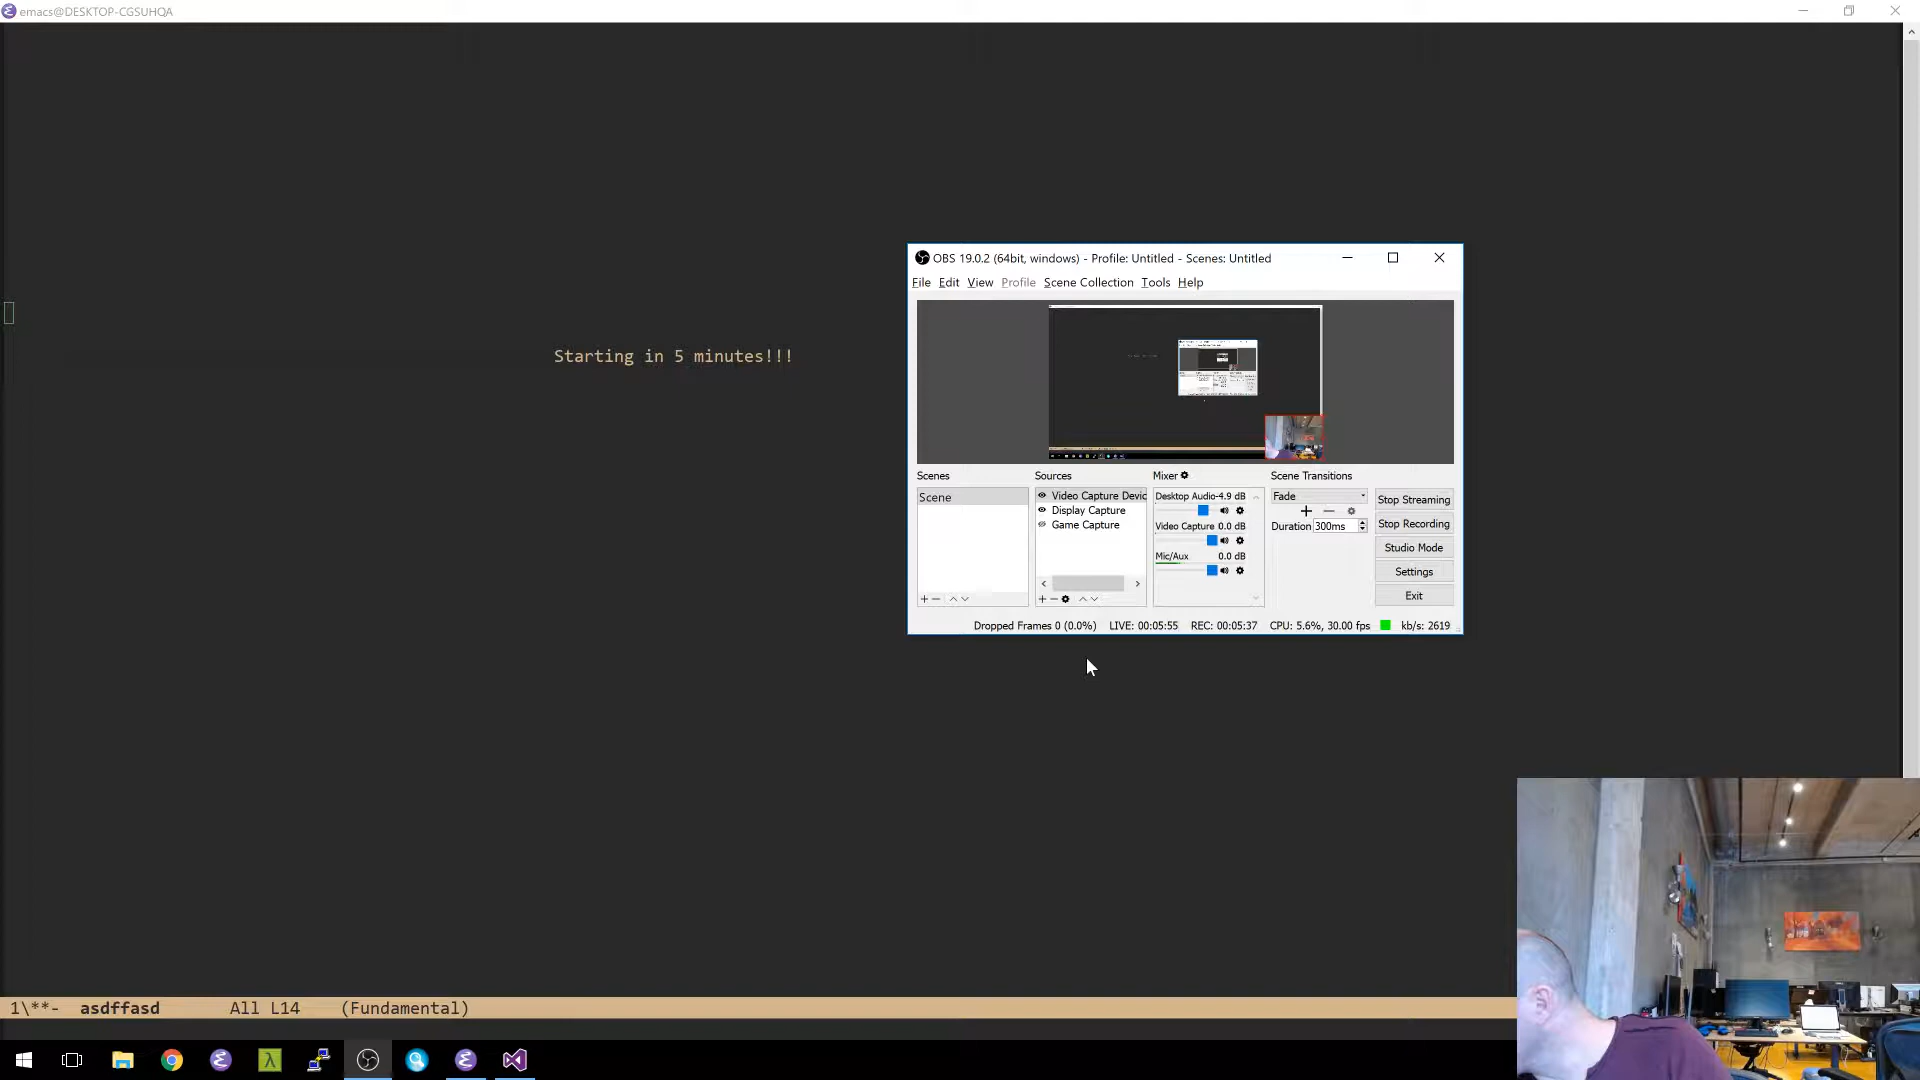 emacs@DESKTOP-CGSUHQA
Starting in 5 minutes!!!
OBS 19.0.2 (64bit, windows) - Profile: Untitled - Scenes: Untitled
File Edit View Profile Scene Collection Tools Help
Scenes
Scene
Sources
Video Capture Devic
Display Capture
Game Capture
Mixer
Desktop Audio -4.9 dB
Video Capture 0.0 dB
Mic/Aux 0.0 dB
Scene Transitions
Fade
Duration 300ms
Stop Streaming
Stop Recording
Studio Mode
Settings
Exit
Dropped Frames 0 (0.0%) LIVE: 00:05:55 REC: 00:05:37 CPU: 5.6%, 30.00 fps kb/s: 2619
1\**- asdffasd All L14 (Fundamental)